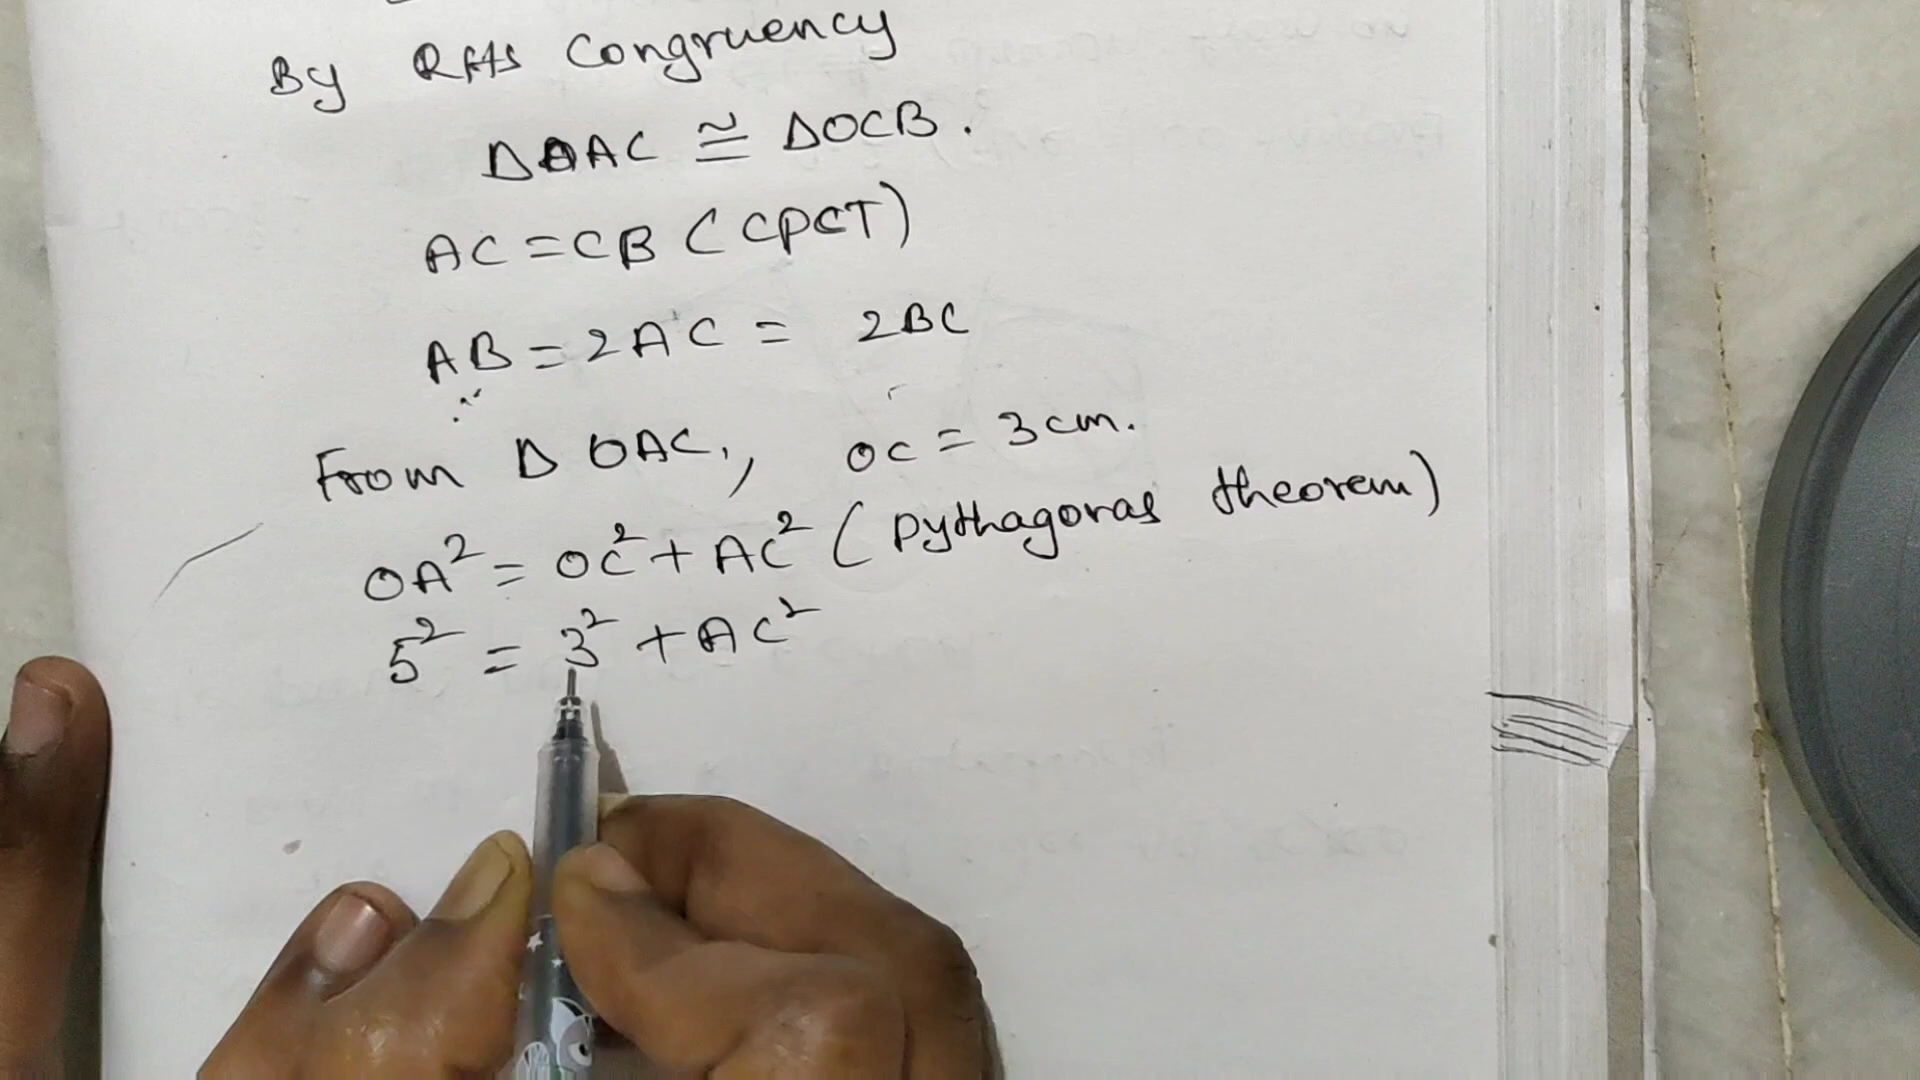 By RHS Congruency
ΔOAC ≅ ΔOCB.
AC = CB (CPCT)
AB = 2AC = 2BC
From Δ OAC,, OC = 3cm.
OA² = OC² + AC² (pythagoras theorem)
5² = 3² + AC²